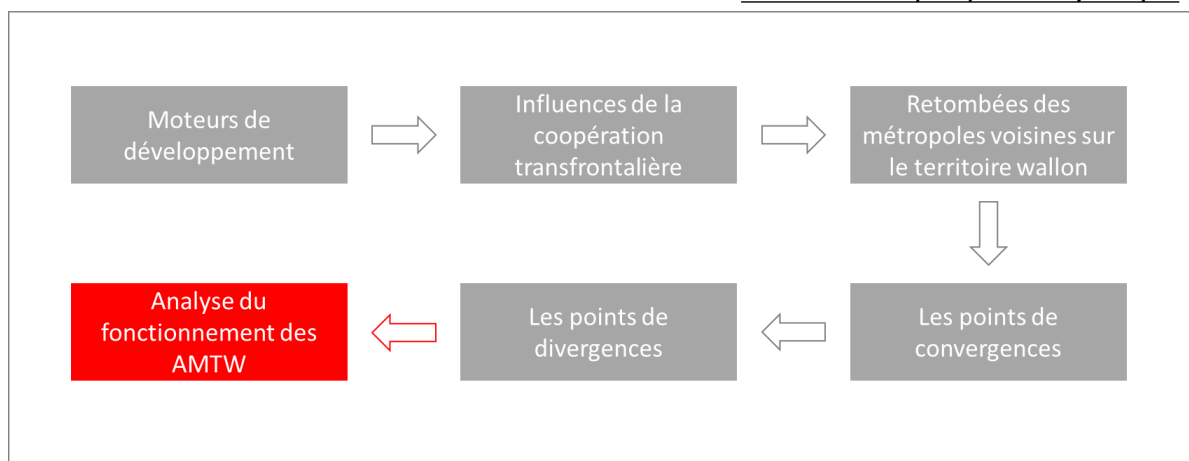 Moteurs de
développement
Influences de la
coopération
transfrontalière
Retombées des
métropoles voisines sur
le territoire wallon
Les points de
convergences
Les points de
divergences
Analyse du
fonctionnement des
AMTW